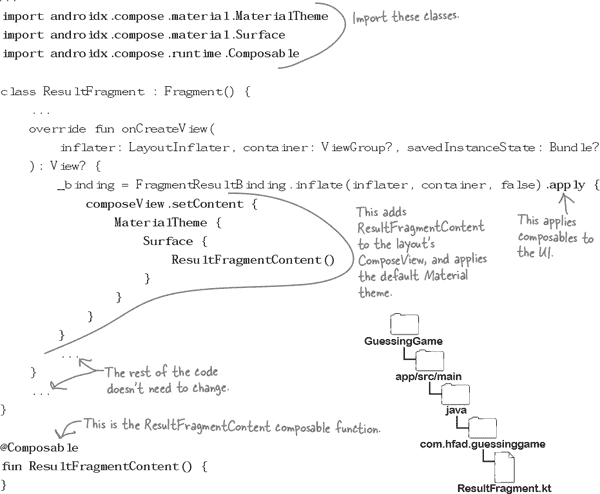 ...
import androidx.compose.material.MaterialTheme
import androidx.compose.material.Surface
import androidx.compose.runtime.Composable
Import these classes.
class ResultFragment : Fragment() {
...
override fun onCreateView(
inflater: LayoutInflater, container: ViewGroup?, savedInstanceState: Bundle?
): View? {
_binding = FragmentResultBinding.inflate(inflater, container, false).apply {
composeView.setContent {
MaterialTheme {
Surface {
ResultFragmentContent()
}
}
}
}
...
}
...
}
This adds
ResultFragmentContent
to the layout's
ComposeView, and applies
the default Material
theme.
This applies
composables to
the UI.
The rest of the code
doesn't need to change.
This is the ResultFragmentContent composable function.
@Composable
fun ResultFragmentContent() {
}
GuessingGame
app/src/main
java
com.hfad.guessinggame
ResultFragment.kt